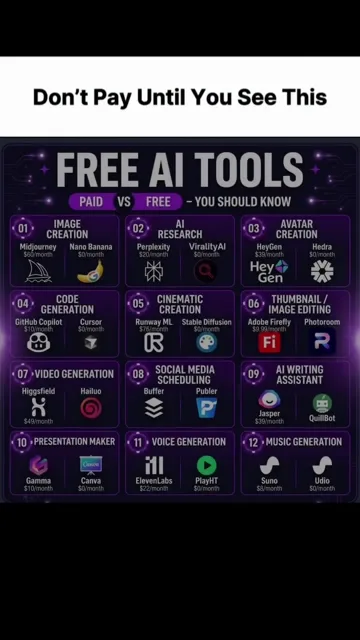 Don't Pay Until You See This
FREE AI TOOLS
PAID VS FREE – YOU SHOULD KNOW
01 IMAGE CREATION
Midjourney Nano Banana
$60/month $0/month
02 AI RESEARCH
Perplexity ViralityAI
$20/month $0/month
03 AVATAR CREATION
HeyGen Hedra
$39/month $0/month
HeyGen
04 CODE GENERATION
GitHub Copilot Cursor
$10/month $0/month
05 CINEMATIC CREATION
Runway ML Stable Diffusion
$76/month $0/month
06 THUMBNAIL / IMAGE EDITING
Adobe Firefly Photoroom
$9.99/month $0/month
Fi
07 VIDEO GENERATION
Higgsfield Hailuo
$49/month
08 SOCIAL MEDIA SCHEDULING
Buffer Publer
09 AI WRITING ASSISTANT
Jasper QuillBot
$39/month
10 PRESENTATION MAKER
Canva
Gamma Canva
$10/month $0/month
11 VOICE GENERATION
ElevenLabs PlayHT
$22/month $0/month
12 MUSIC GENERATION
Suno Udio
$8/month $0/month